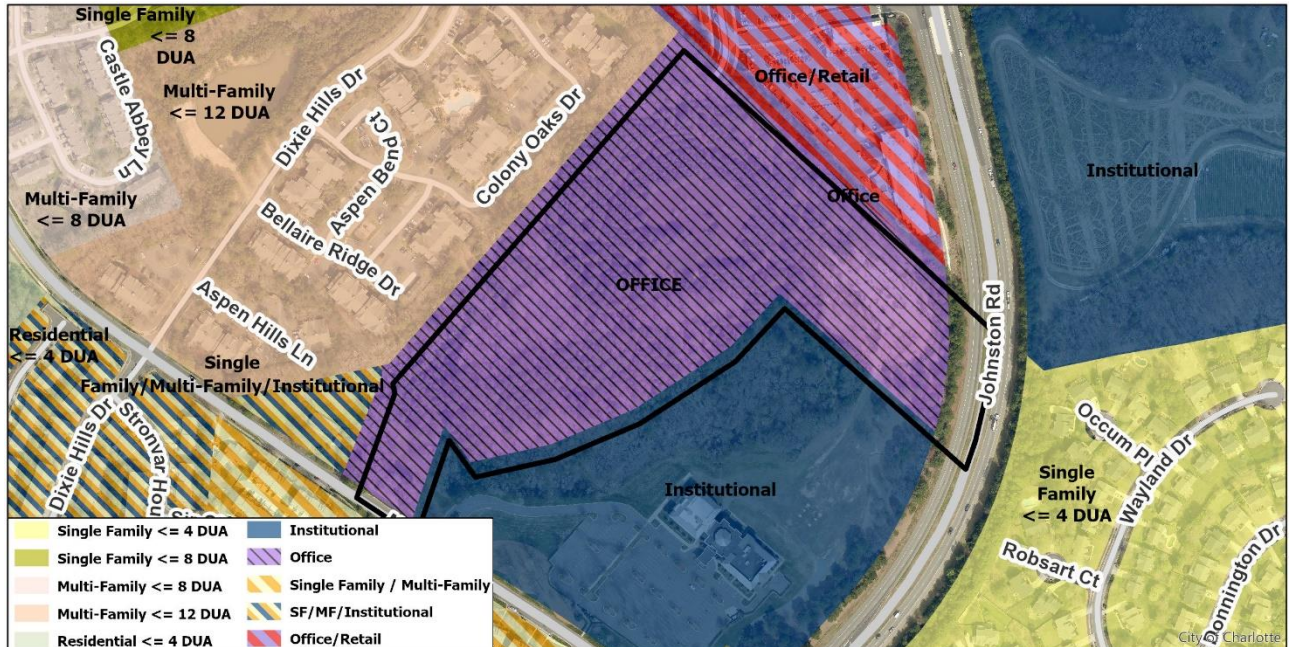 Single Family
<= 8
DUA
Castle Abbey Ln
Multi-Family
<= 12 DUA
Dixie Hills Dr
Aspen Bend Ct
Colony Oaks Dr
Office/Retail
Institutional
Multi-Family
<= 8 DUA
Bellaire Ridge Dr
Office
Aspen Hills Ln
OFFICE
Johnston Rd
Residential
<= 4 DUA
Single
Family/Multi-Family/Institutional
Dixie Hills Dr
Stronvar Hou
Occum Pl
Wayland Dr
Single
Family
<= 4 DUA
Institutional
Robsart Ct
Donnington Dr
Single Family <= 4 DUA
Single Family <= 8 DUA
Multi-Family <= 8 DUA
Multi-Family <= 12 DUA
Residential <= 4 DUA
Institutional
Office
Single Family / Multi-Family
SF/MF/Institutional
Office/Retail
City of Charlotte